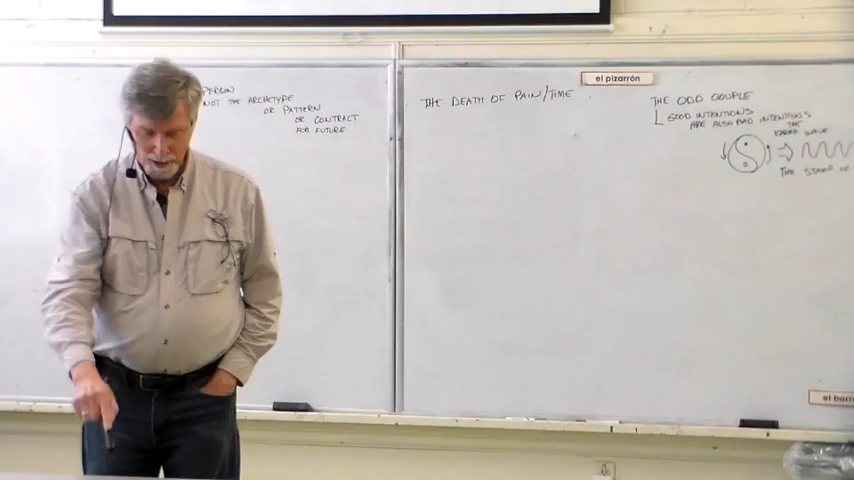 PERSON
NOT THE ARCHETYPE
OR PATTERN
OR CONTRACT
FOR FUTURE
THE DEATH OF PAIN/TIME
el pizarrón
THE ODD COUPLE
GOOD INTENTIONS
ARE ALSO BAD INTENTIONS
THE
KARMA WAVE
THE STAMP OF
el borra